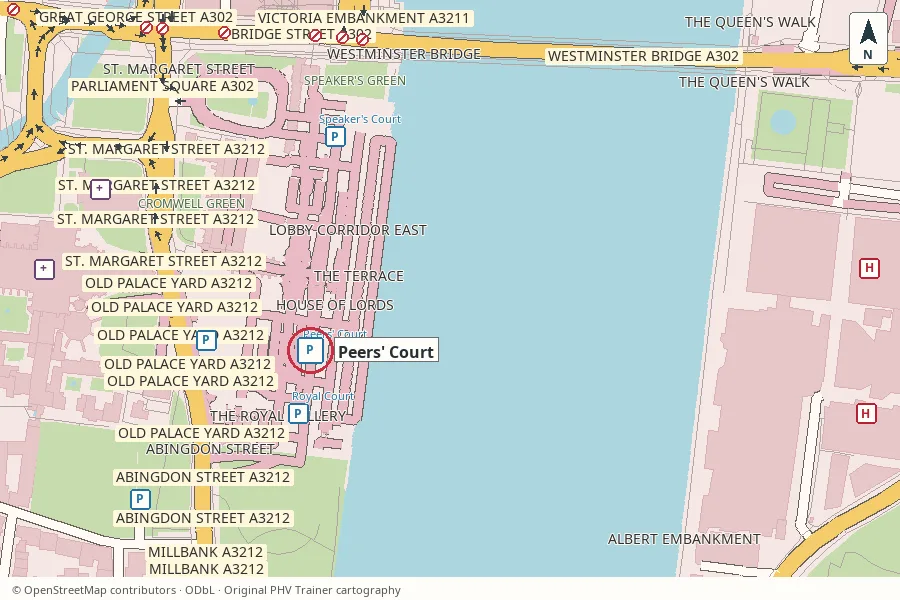 GREAT GEORGE STREET A302
VICTORIA EMBANKMENT A3211
THE QUEEN'S WALK
BRIDGE STREET A302
WESTMINSTER BRIDGE
WESTMINSTER BRIDGE A302
N
ST. MARGARET STREET
SPEAKER'S GREEN
THE QUEEN'S WALK
PARLIAMENT SQUARE A302
Speaker's Court
P
ST. MARGARET STREET A3212
ST. MARGARET STREET A3212
CROMWELL GREEN
ST. MARGARET STREET A3212
LOBBY CORRIDOR EAST
ST. MARGARET STREET A3212
H
THE TERRACE
OLD PALACE YARD A3212
OLD PALACE YARD A3212
HOUSE OF LORDS
OLD PALACE YARD A3212
P
Peers' Court
P
Peers' Court
OLD PALACE YARD A3212
OLD PALACE YARD A3212
Royal Court
THE ROYAL GALLERY
P
H
OLD PALACE YARD A3212
ABINGDON STREET
ABINGDON STREET A3212
P
ABINGDON STREET A3212
ALBERT EMBANKMENT
MILLBANK A3212
MILLBANK A3212
© OpenStreetMap contributors · ODbL · Original PHV Trainer cartography